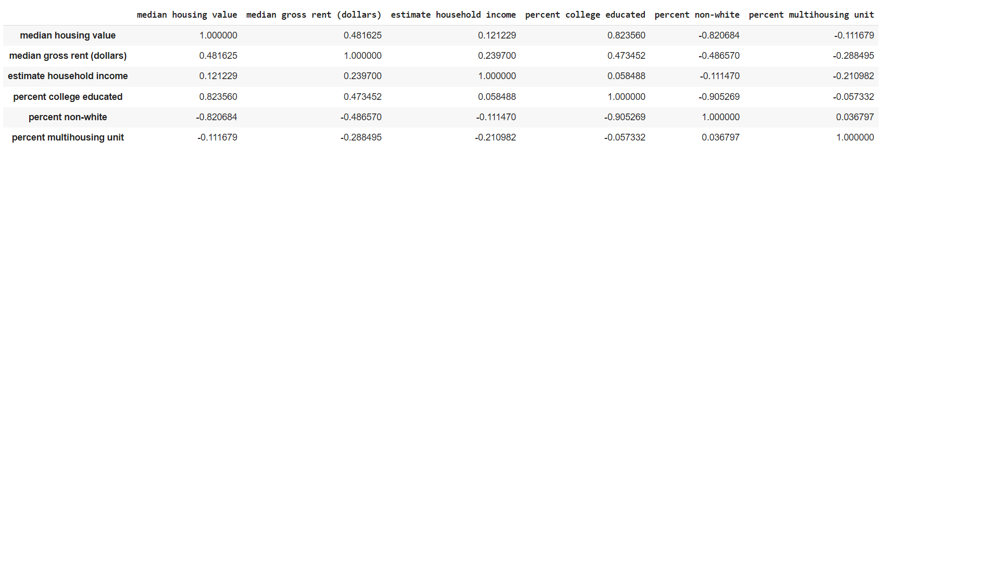 median housing value median gross rent (dollars) estimate household income percent college educated percent non-white percent multihousing unit
median housing value 1.000000 0.481625 0.121229 0.823560 -0.820684 -0.111679
median gross rent (dollars) 0.481625 1.000000 0.239700 0.473452 -0.486570 -0.288495
estimate household income 0.121229 0.239700 1.000000 0.058488 -0.111470 -0.210982
percent college educated 0.823560 0.473452 0.058488 1.000000 -0.905269 -0.057332
percent non-white -0.820684 -0.486570 -0.111470 -0.905269 1.000000 0.036797
percent multihousing unit -0.111679 -0.288495 -0.210982 -0.057332 0.036797 1.000000